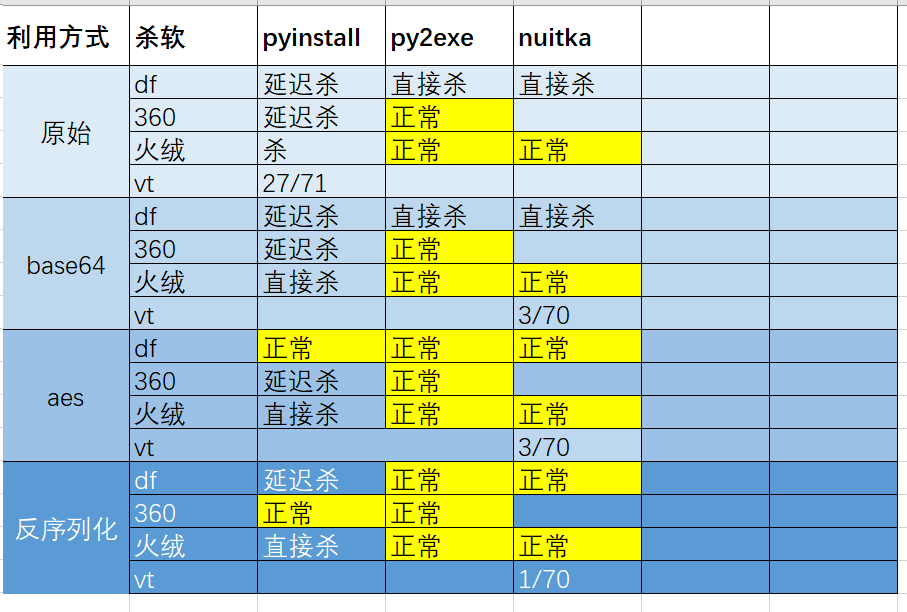 利用方式 杀软 pyinstall py2exe nuitka
原始
df 延迟杀 直接杀 直接杀
360 延迟杀 正常
火绒 杀 正常 正常
vt 27/71
base64
df 延迟杀 直接杀 直接杀
360 延迟杀 正常
火绒 直接杀 正常 正常
vt 3/70
aes
df 正常 正常 正常
360 延迟杀 正常
火绒 直接杀 正常 正常
vt 3/70
反序列化
df 延迟杀 正常 正常
360 正常 正常
火绒 直接杀 正常 正常
vt 1/70